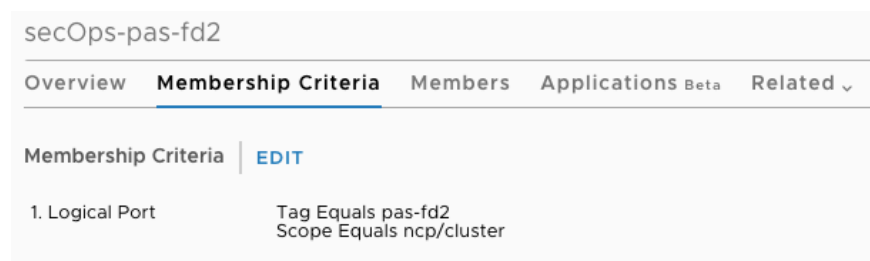 secOps-pas-fd2
Overview Membership Criteria Members Applications Beta Related
Membership Criteria EDIT
1. Logical Port Tag Equals pas-fd2
Scope Equals ncp/cluster